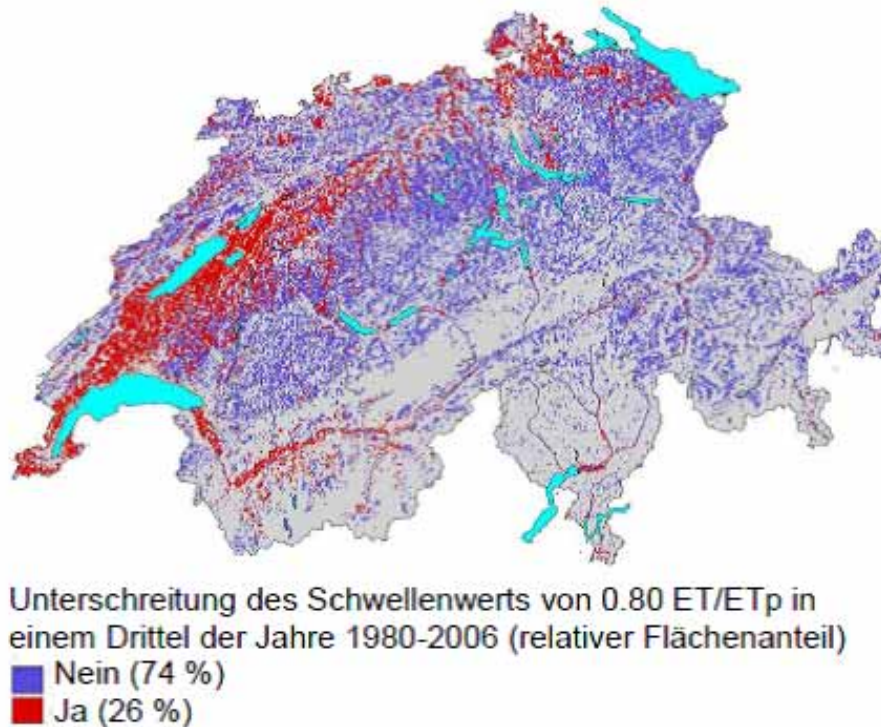 Unterschreitung des Schwellenwerts von 0.80 ET/ETp in
einem Drittel der Jahre 1980-2006 (relativer Flächenanteil)
Nein (74 %)
Ja (26 %)